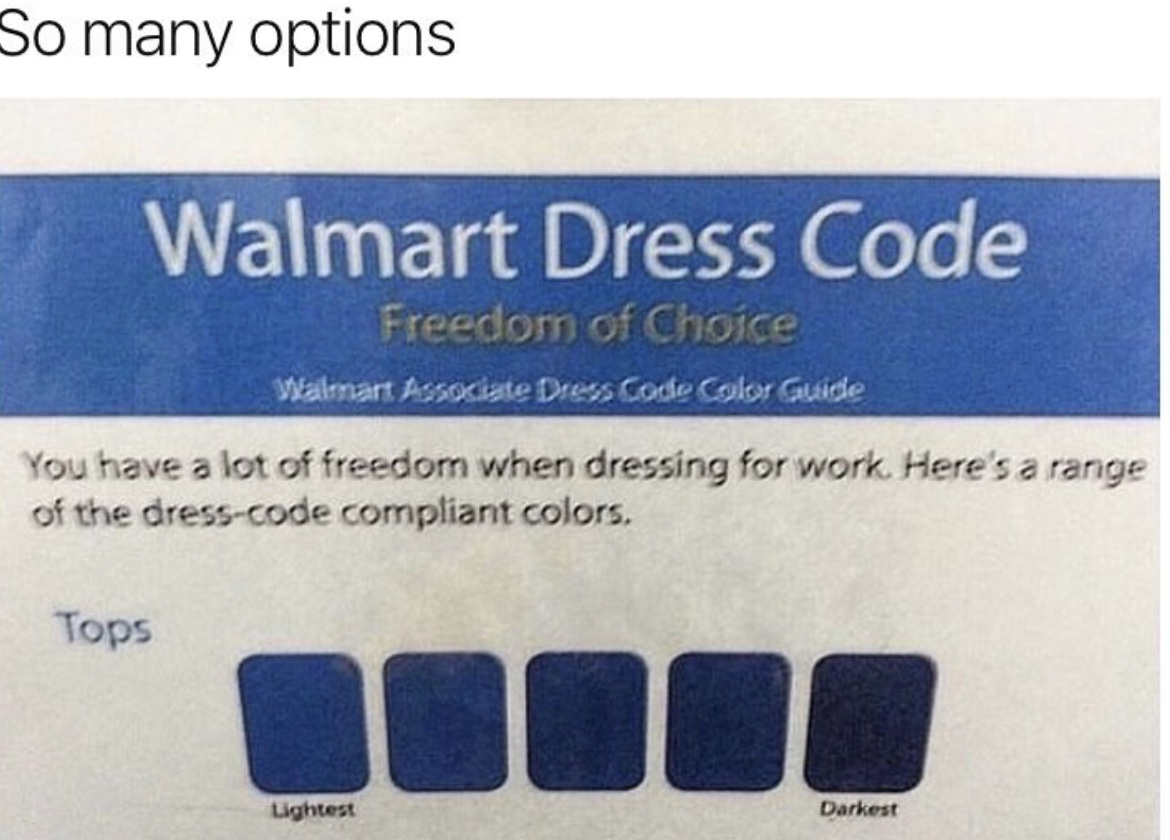 So many options
Walmart Dress Code
Freedom of Choice
Walmart Associate Dress Code Color Guide
You have a lot of freedom when dressing for work. Here's a range
of the dress-code compliant colors.
Tops
Lightest
Darkest